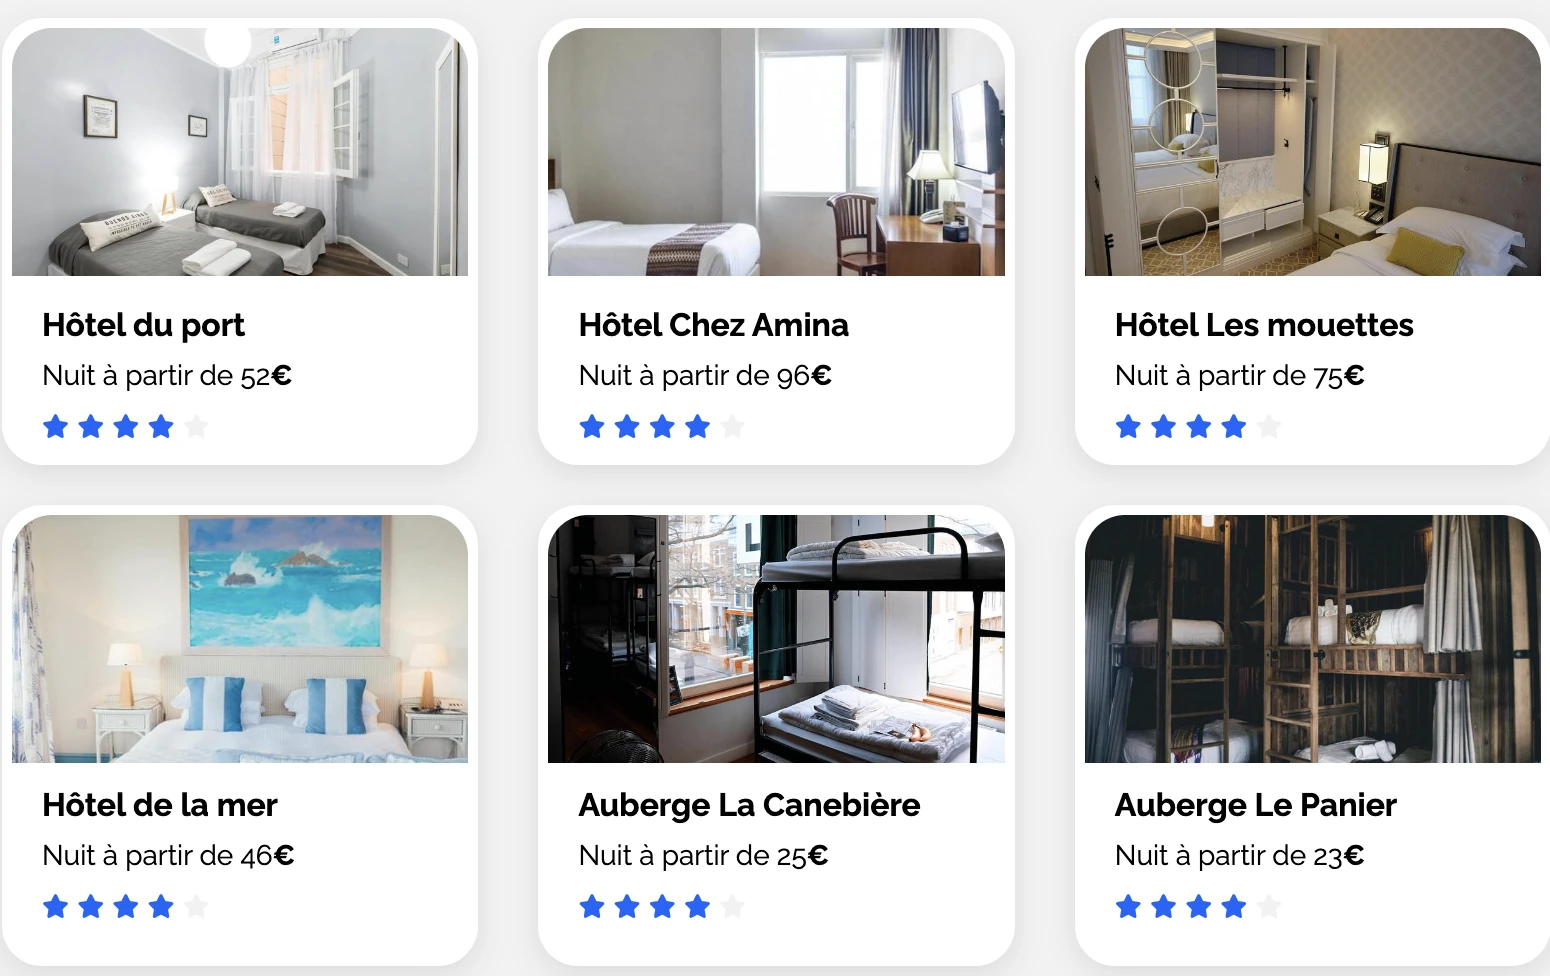 Hôtel du port
Nuit à partir de 52€
Hôtel Chez Amina
Nuit à partir de 96€
Hôtel Les mouettes
Nuit à partir de 75€
Hôtel de la mer
Nuit à partir de 46€
Auberge La Canebière
Nuit à partir de 25€
Auberge Le Panier
Nuit à partir de 23€